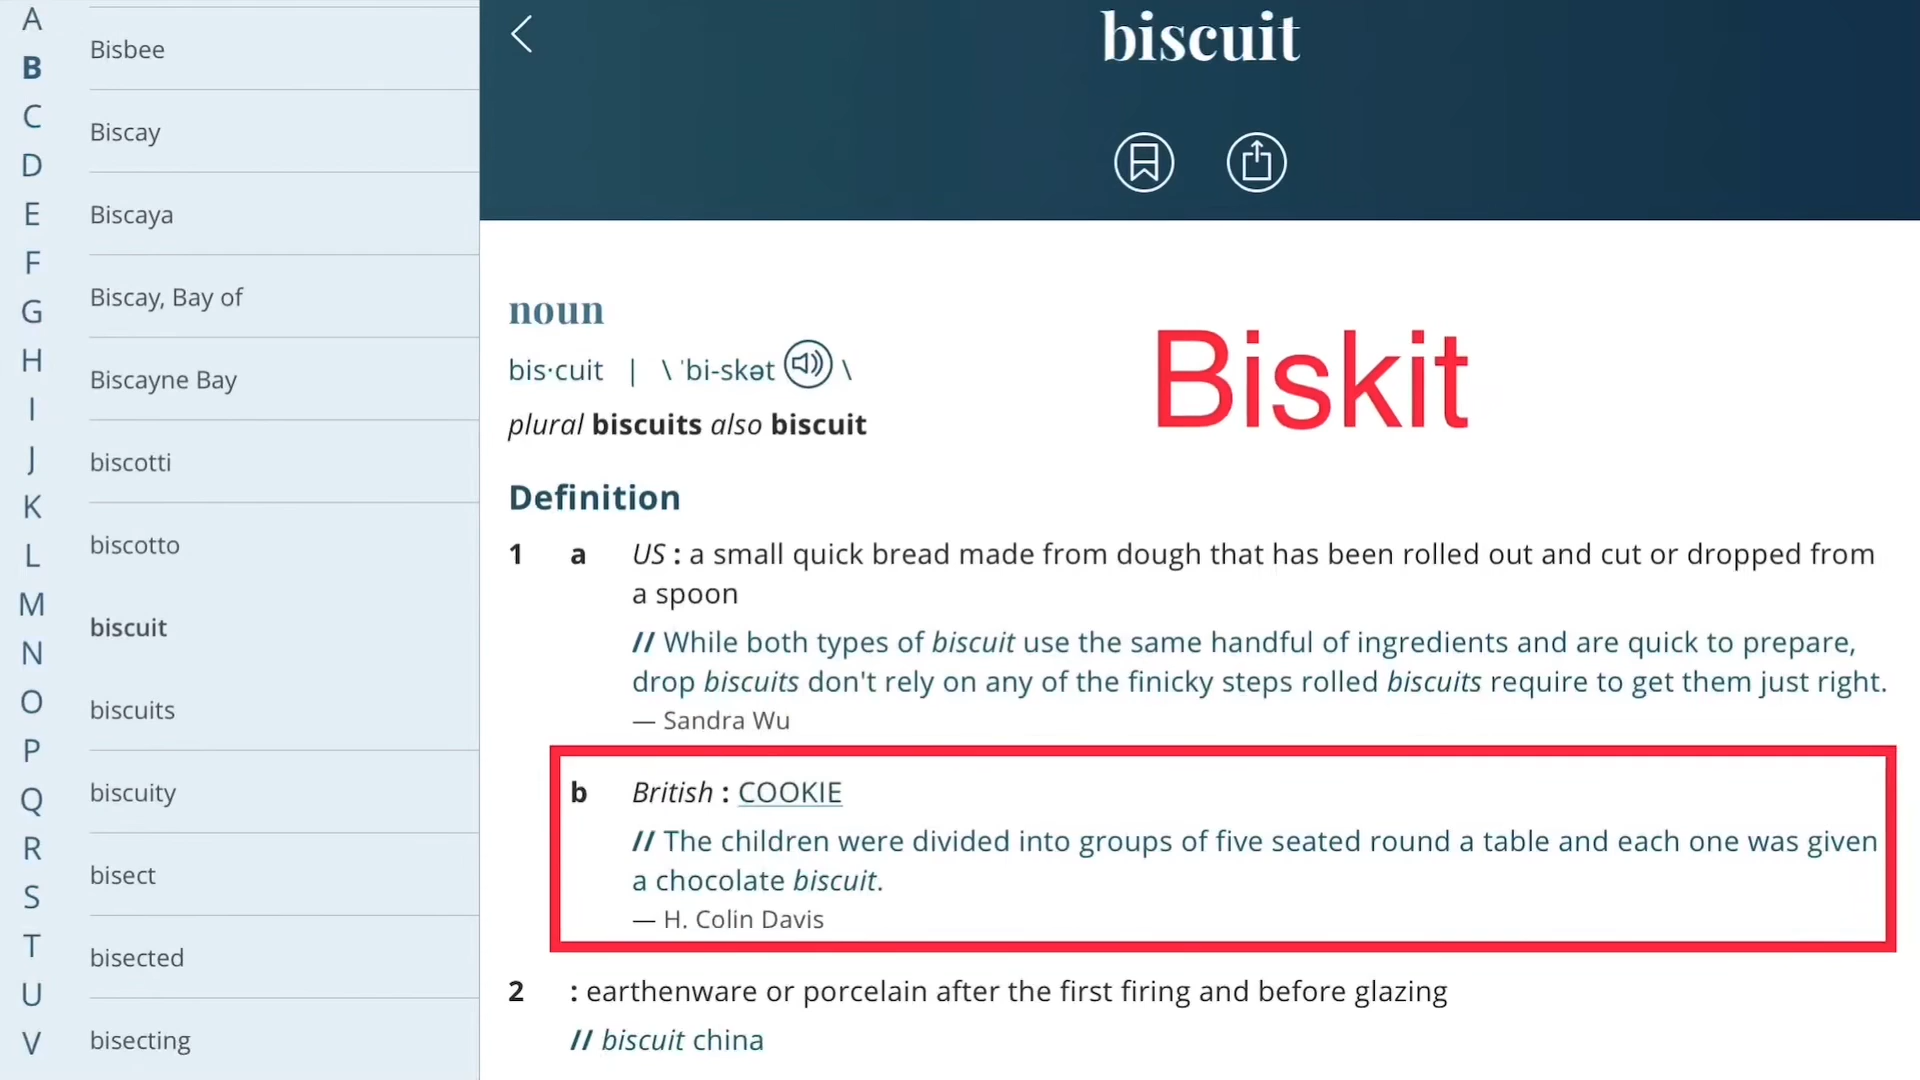 A
B
C
D
E
F
G
H
I
J
K
L
M
N
O
P
Q
R
S
T
U
V
Bisbee
Biscay
Biscaya
Biscay, Bay of
Biscayne Bay
biscotti
biscotto
biscuit
biscuits
biscuity
bisect
bisected
bisecting
biscuit
noun
bis·cuit | \ ˈbi-skət \
plural biscuits also biscuit
Biskit
Definition
1 a US : a small quick bread made from dough that has been rolled out and cut or dropped from
a spoon
// While both types of biscuit use the same handful of ingredients and are quick to prepare,
drop biscuits don't rely on any of the finicky steps rolled biscuits require to get them just right.
— Sandra Wu
b British : COOKIE
// The children were divided into groups of five seated round a table and each one was given
a chocolate biscuit.
— H. Colin Davis
2 : earthenware or porcelain after the first firing and before glazing
// biscuit china